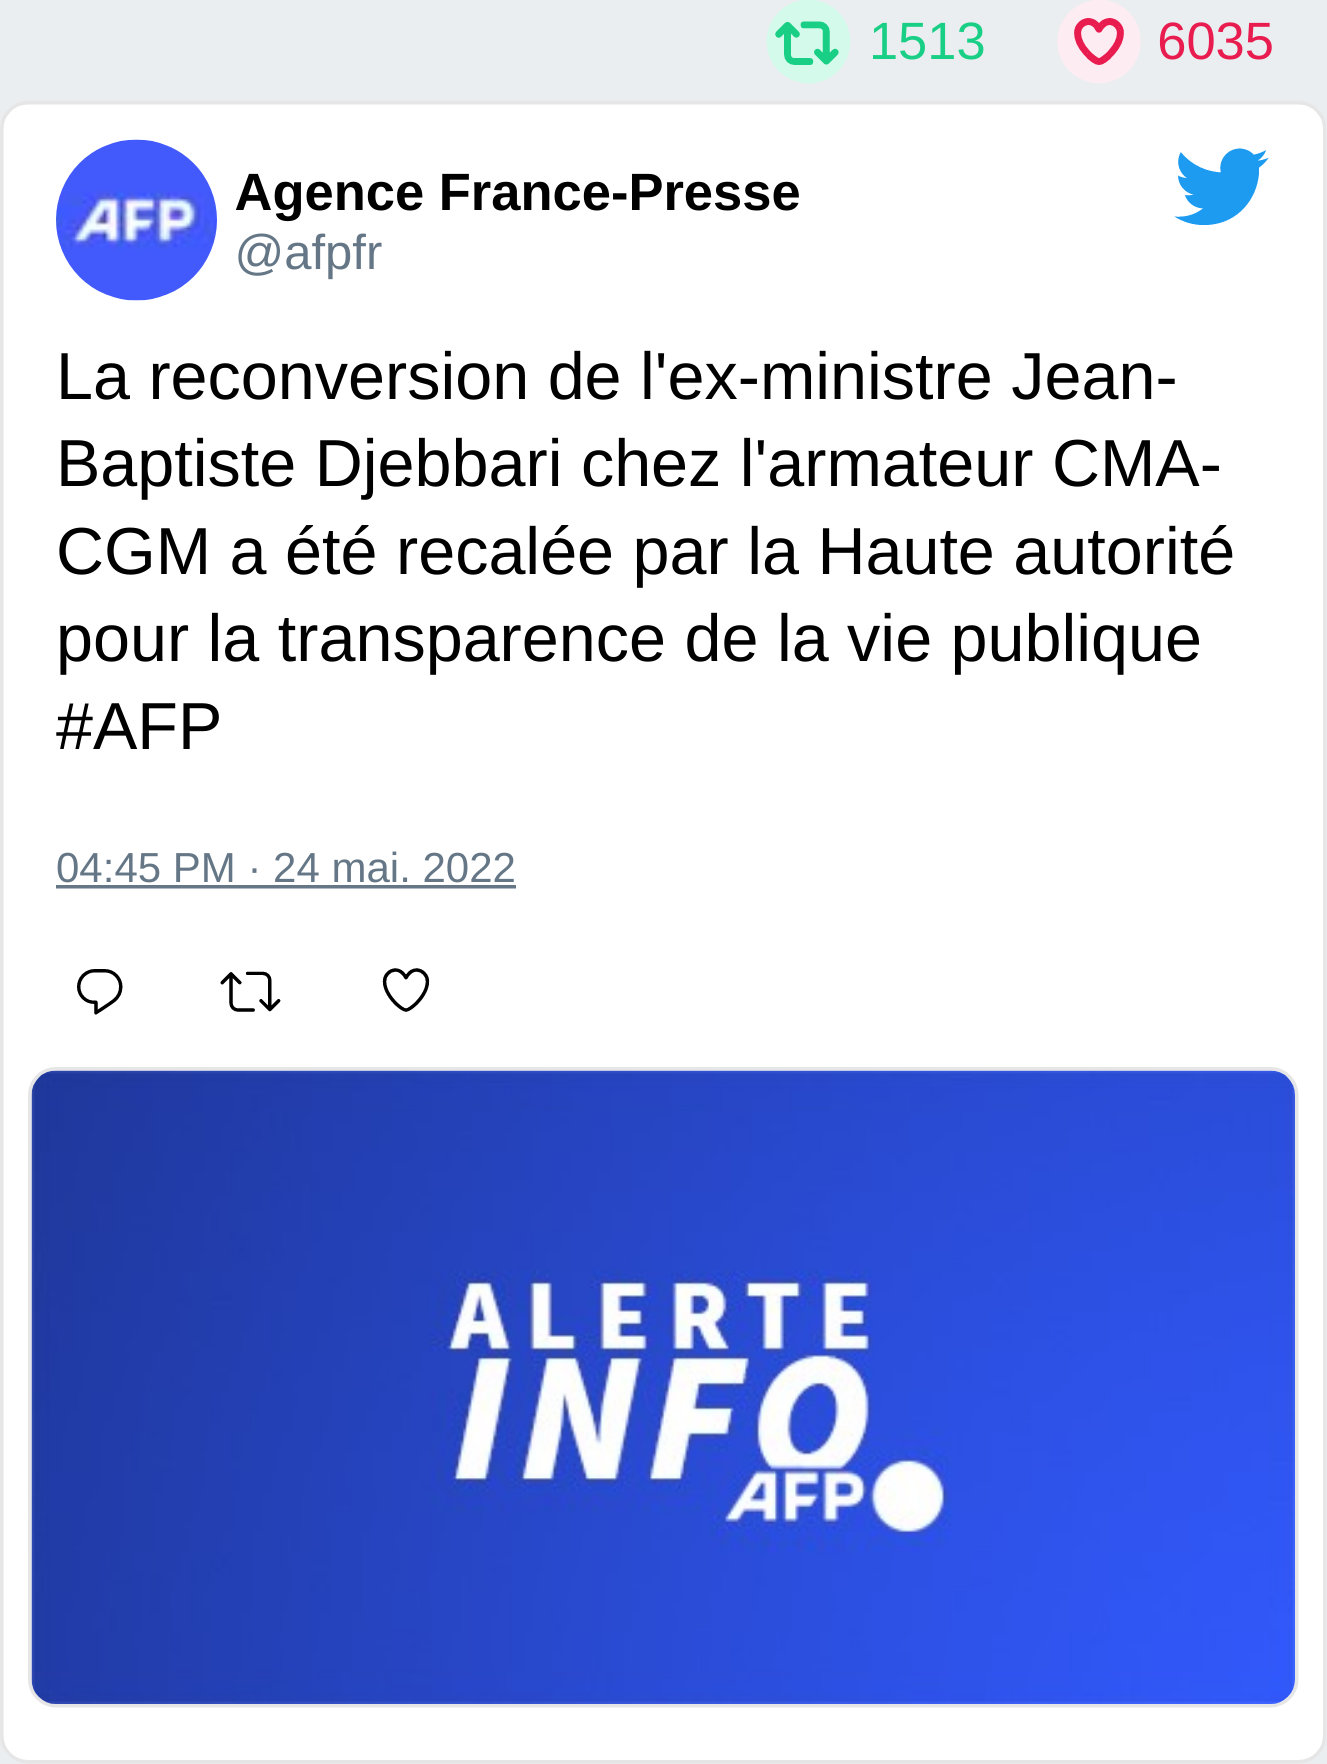 1513 6035
AFP
Agence France-Presse
@afpfr
La reconversion de l'ex-ministre Jean-
Baptiste Djebbari chez l'armateur CMA-
CGM a été recalée par la Haute autorité
pour la transparence de la vie publique
#AFP
04:45 PM · 24 mai. 2022
ALERTE
INFO
AFP